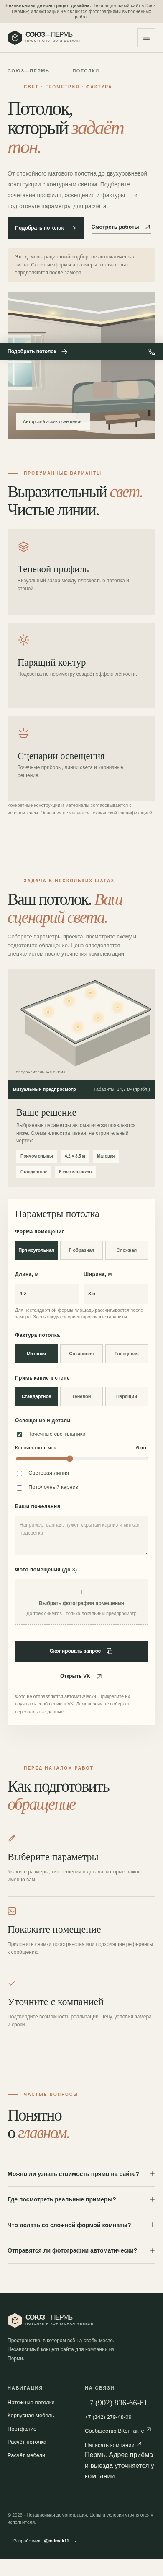 Независимая демонстрация дизайна. Не официальный сайт «Союз-
Пермь»; иллюстрации не являются фотографиями выполненных
работ.
СОЮЗ—ПЕРМЬ
ПРОСТРАНСТВО В ДЕТАЛЯХ
СОЮЗ—ПЕРМЬ — ПОТОЛКИ
СВЕТ · ГЕОМЕТРИЯ · ФАКТУРА
Потолок,
который задаёт
тон.
От спокойного матового полотна до двухуровневой
конструкции с контурным светом. Подберите
сочетание профиля, освещения и фактуры — и
подготовьте параметры для расчёта.
Подобрать потолок
Смотреть работы
Это демонстрационный подбор, не автоматическая
смета. Сложные формы и размеры окончательно
определяются после замера.
Подобрать потолок
Авторский эскиз освещения
ПРОДУМАННЫЕ ВАРИАНТЫ
Выразительный свет.
Чистые линии.
Теневой профиль
Визуальный зазор между плоскостью потолка и
стеной.
Парящий контур
Подсветка по периметру создаёт эффект лёгкости.
Сценарии освещения
Точечные приборы, линии света и карнизные
решения.
Конкретные конструкции и материалы согласовываются с
исполнителем. Описание не является технической спецификацией.
ЗАДАЧА В НЕСКОЛЬКИХ ШАГАХ
Ваш потолок. Ваш
сценарий света.
Соберите параметры проекта, посмотрите схему и
подготовьте обращение. Цена определяется
специалистом после уточнения комплектации.
ПРЕДВАРИТЕЛЬНАЯ СХЕМА
Визуальный предпросмотр
Габариты: 14,7 м² (прибл.)
Ваше решение
Выбранные параметры автоматически появляются
ниже. Схема иллюстративная, не строительный
чертёж.
Прямоугольная
4.2 × 3.5 м
Матовая
Стандартное
6 светильников
Параметры потолка
Форма помещения
Прямоугольная
Г-образная
Сложная
Длина, м
Ширина, м
4.2
3.5
Для нестандартной формы площадь рассчитывается после
замера. Здесь вводятся ориентировочные габариты.
Фактура потолка
Матовая
Сатиновая
Глянцевая
Примыкание к стене
Стандартное
Теневой
Парящий
Освещение и детали
Точечные светильники
Количество точек
6 шт.
Световая линия
Потолочный карниз
Ваши пожелания
Например: ванная, нужен скрытый карниз и мягкая
подсветка
Фото помещения (до 3)
+
Выбрать фотографии помещения
До трёх снимков · только локальный предпросмотр
Скопировать запрос
Открыть VK
Фото не отправляются автоматически. Прикрепите их
вручную к сообщению в VK. Демоверсия не собирает
персональные данные.
ПЕРЕД НАЧАЛОМ РАБОТ
Как подготовить
обращение
Выберите параметры
Укажите размеры, тип решения и детали, которые важны
именно вам.
Покажите помещение
Приложите снимки пространства или подходящие референсы
к сообщению.
Уточните с компанией
Подтвердите возможность реализации, цену, условия замера
и сроки.
ЧАСТЫЕ ВОПРОСЫ
Понятно
о главном.
Можно ли узнать стоимость прямо на сайте? +
Где посмотреть реальные примеры? +
Что делать со сложной формой комнаты? +
Отправятся ли фотографии автоматически? +
СОЮЗ—ПЕРМЬ
ПОТОЛКИ И КОРПУСНАЯ МЕБЕЛЬ
Пространство, в котором всё на своём месте.
Независимый концепт сайта для компании из
Перми.
НАВИГАЦИЯ
Натяжные потолки
Корпусная мебель
Портфолио
Расчёт потолка
Расчёт мебели
НА СВЯЗИ
+7 (902) 836-66-61
+7 (342) 279-48-09
Сообщество ВКонтакте
Написать компании
Пермь. Адрес приёма
и выезда уточняется у
компании.
© 2026 · Независимая демонстрация. Цены и условия уточняются у
исполнителя.
Разработчик @milmak11